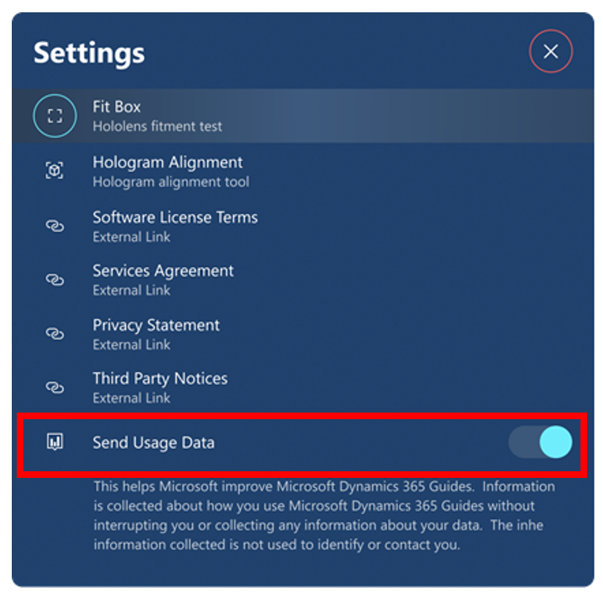 Settings
Fit Box
Hololens fitment test
Hologram Alignment
Hologram alignment tool
Software License Terms
External Link
Services Agreement
External Link
Privacy Statement
External Link
Third Party Notices
External Link
Send Usage Data
This helps Microsoft improve Microsoft Dynamics 365 Guides.  Information
is collected about how you use Microsoft Dynamics 365 Guides without
interrupting you or collecting any information about your data.  The inhe
information collected is not used to identify or contact you.